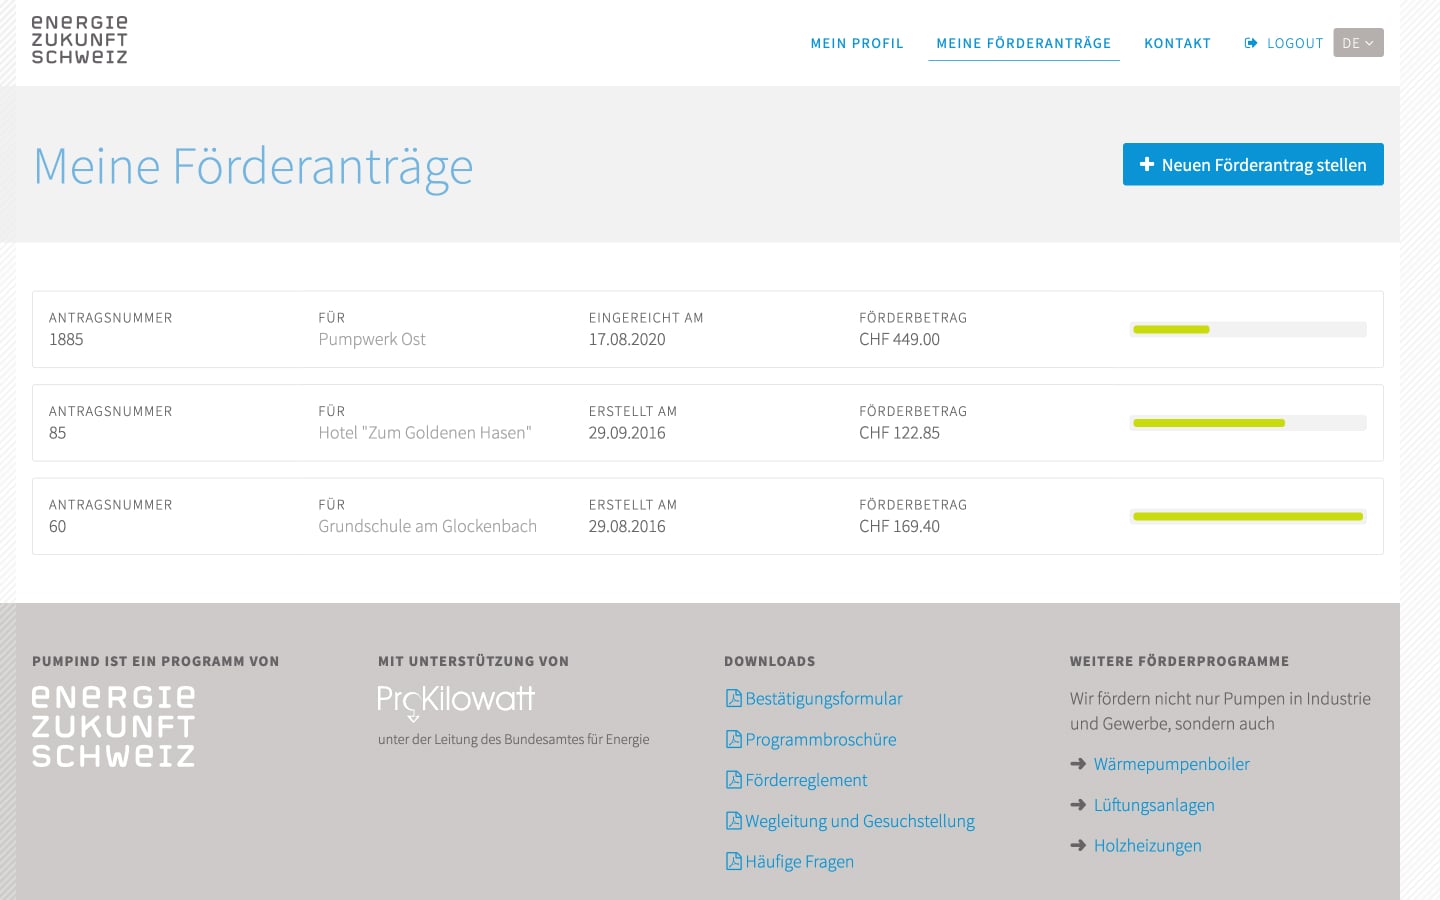 eNeRGIe
ZUKUNFT
SCHWeIZ
MEIN PROFIL
MEINE FÖRDERANTRÄGE
KONTAKT
LOGOUT
DE
Meine Förderanträge
Neuen Förderantrag stellen
ANTRAGSNUMMER
1885
FÜR
Pumpwerk Ost
EINGEREICHT AM
17.08.2020
FÖRDERBETRAG
CHF 449.00
ANTRAGSNUMMER
85
FÜR
Hotel "Zum Goldenen Hasen"
ERSTELLT AM
29.09.2016
FÖRDERBETRAG
CHF 122.85
ANTRAGSNUMMER
60
FÜR
Grundschule am Glockenbach
ERSTELLT AM
29.08.2016
FÖRDERBETRAG
CHF 169.40
PUMPIND IST EIN PROGRAMM VON
eNeRGIe
ZUKUNFT
SCHWeIZ
MIT UNTERSTÜTZUNG VON
ProKilowatt
unter der Leitung des Bundesamtes für Energie
DOWNLOADS
Bestätigungsformular
Programmbroschüre
Förderreglement
Wegleitung und Gesuchstellung
Häufige Fragen
WEITERE FÖRDERPROGRAMME
Wir fördern nicht nur Pumpen in Industrie
und Gewerbe, sondern auch
Wärmepumpenboiler
Lüftungsanlagen
Holzheizungen